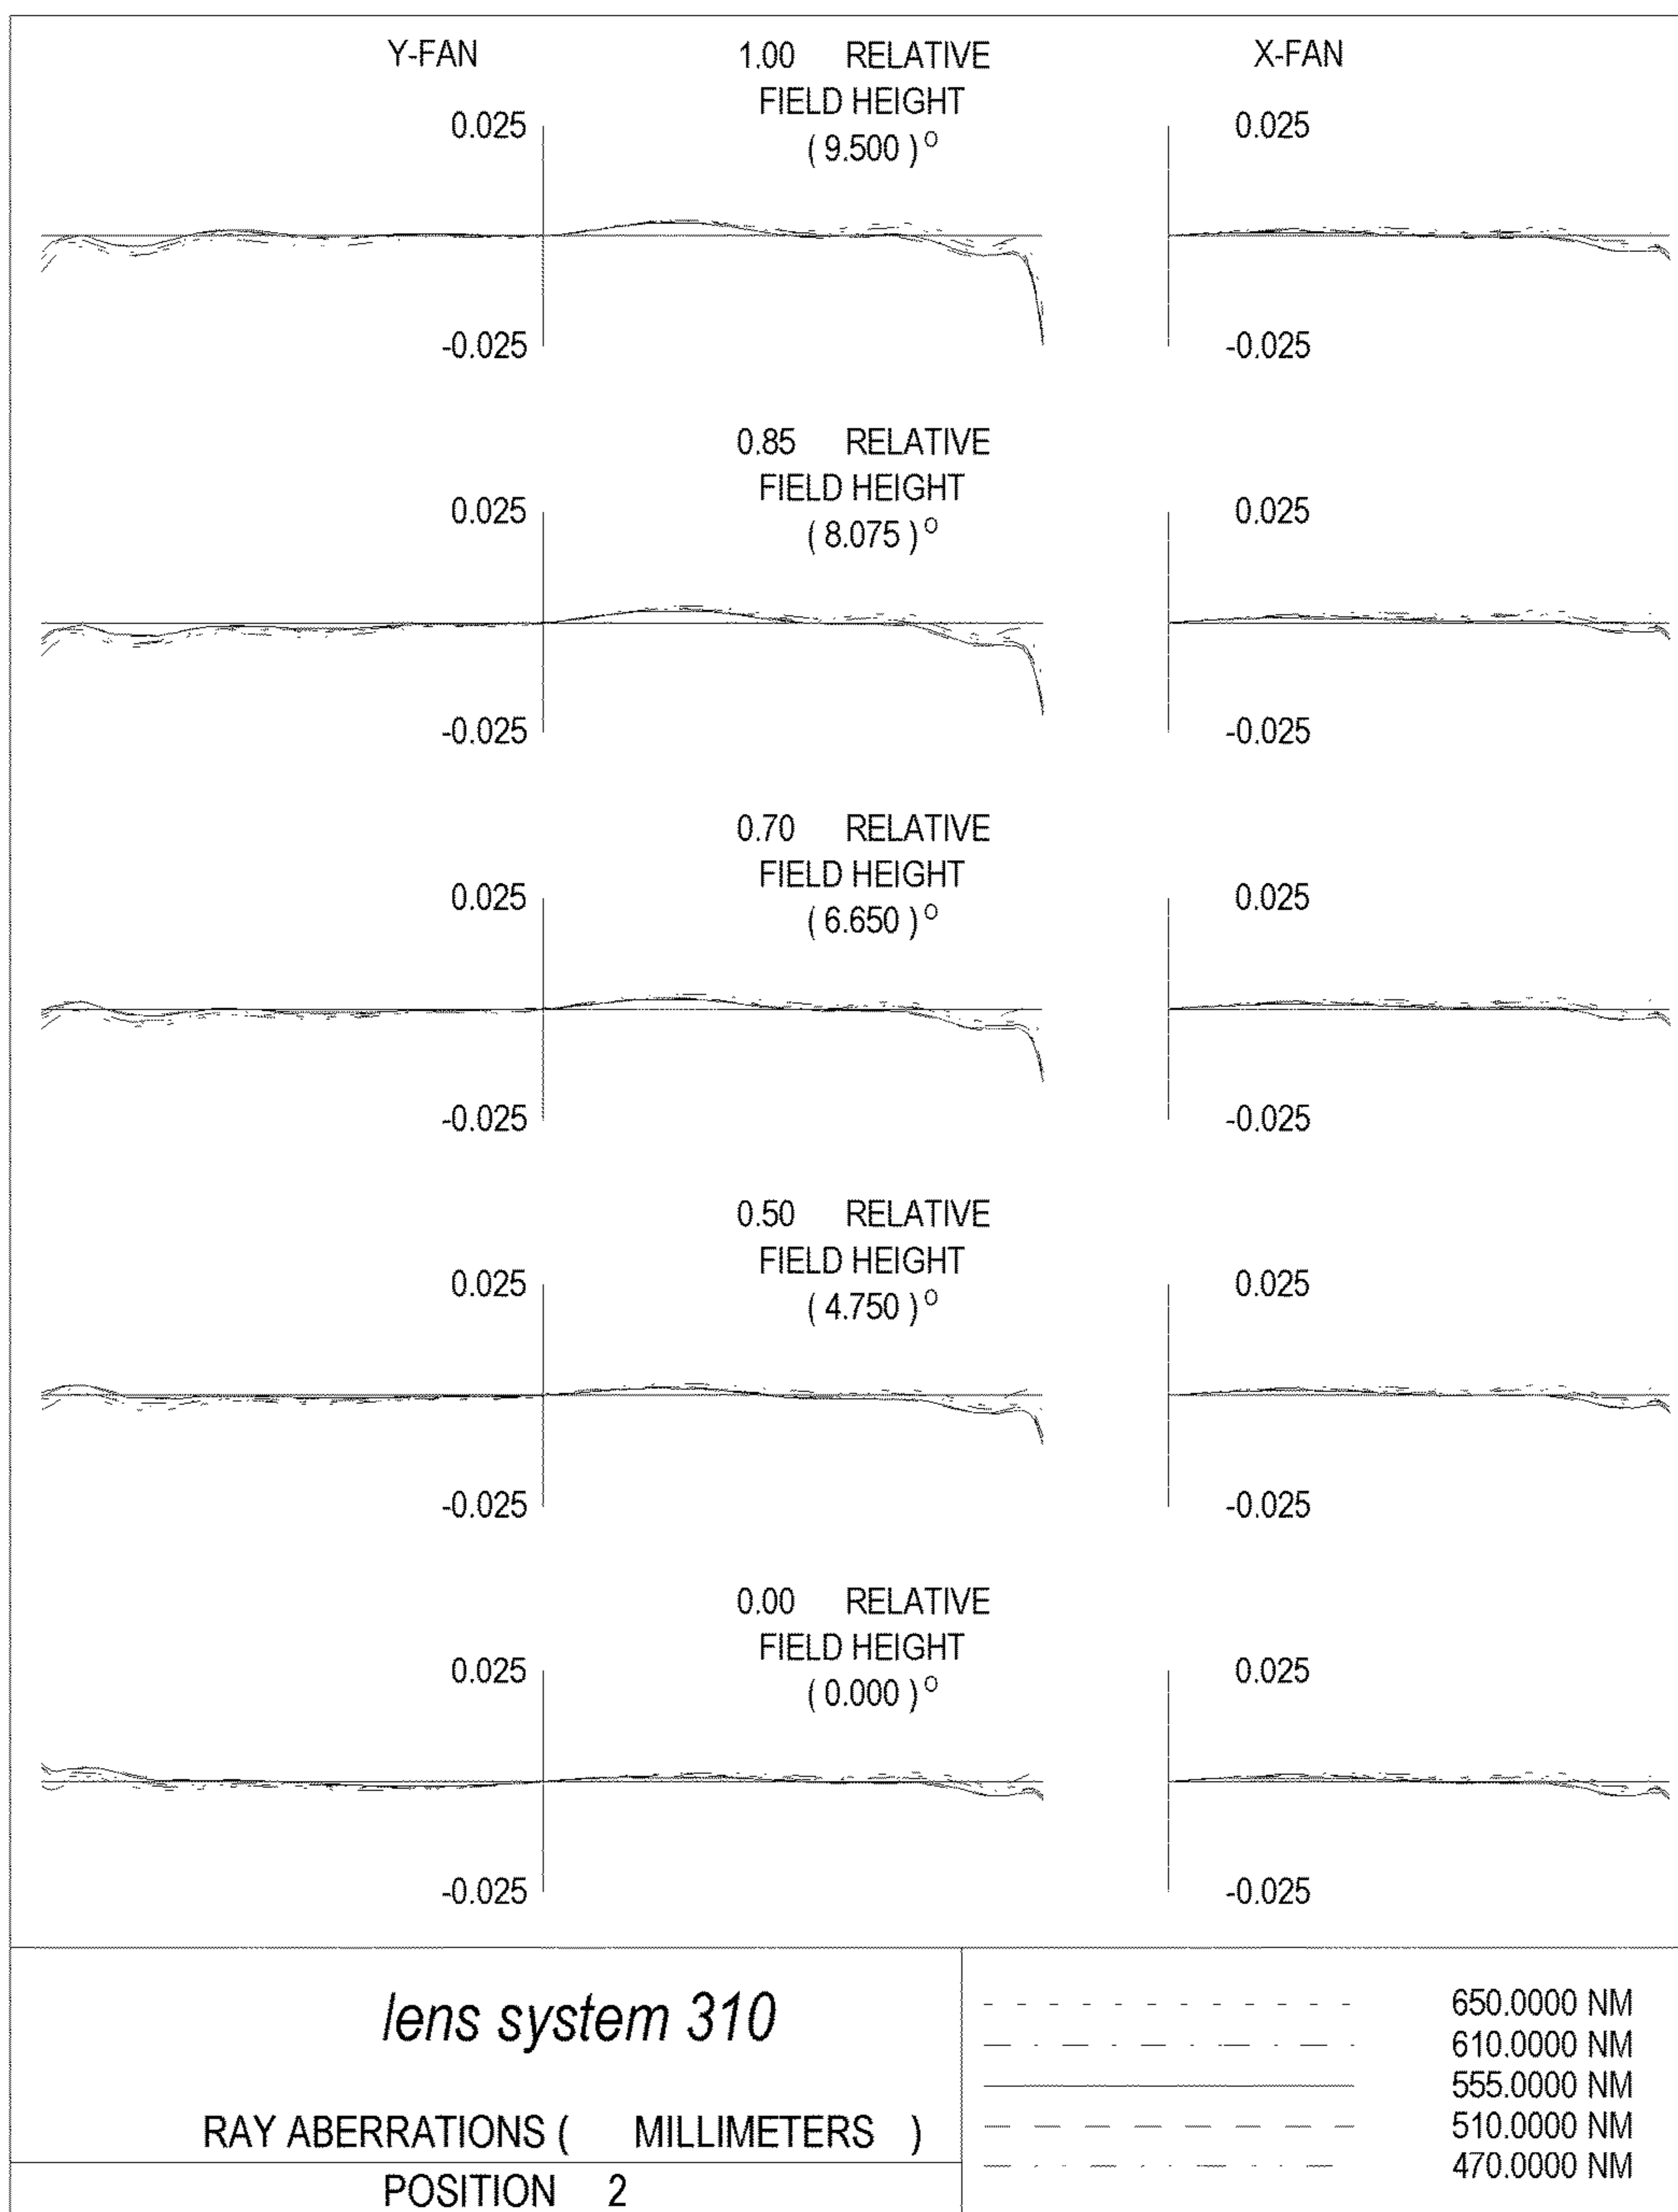 Y-FAN 1.00 RELATIVE X-FAN
FIELD HEIGHT
0.025 ( 9.500 )O 0.025
-0.025 -0.025
0.85 RELATIVE
FIELD HEIGHT
0.025 ( 8.075 )O 0.025
-0.025 -0.025
0.70 RELATIVE
FIELD HEIGHT
0.025 ( 6.650 )O 0.025
-0.025 -0.025
0.50 RELATIVE
FIELD HEIGHT
0.025 ( 4.750 )O 0.025
-0.025 -0.025
0.00 RELATIVE
FIELD HEIGHT
0.025 ( 0.000 )O 0.025
-0.025 -0.025
lens system 310
RAY ABERRATIONS ( MILLIMETERS )
POSITION 2
650.0000 NM
610.0000 NM
555.0000 NM
510.0000 NM
470.0000 NM